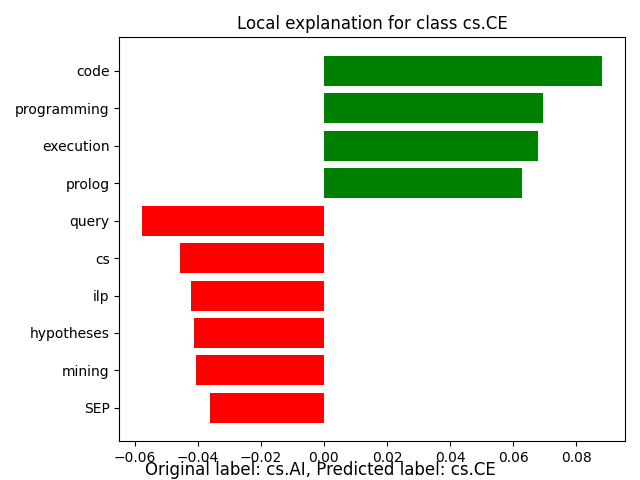 Local explanation for class cs.CE
code
programming
execution
prolog
query
cs
ilp
hypotheses
mining
SEP
−0.06 −0.04 −0.02 0.00 0.02 0.04 0.06 0.08
Original label: cs.AI, Predicted label: cs.CE